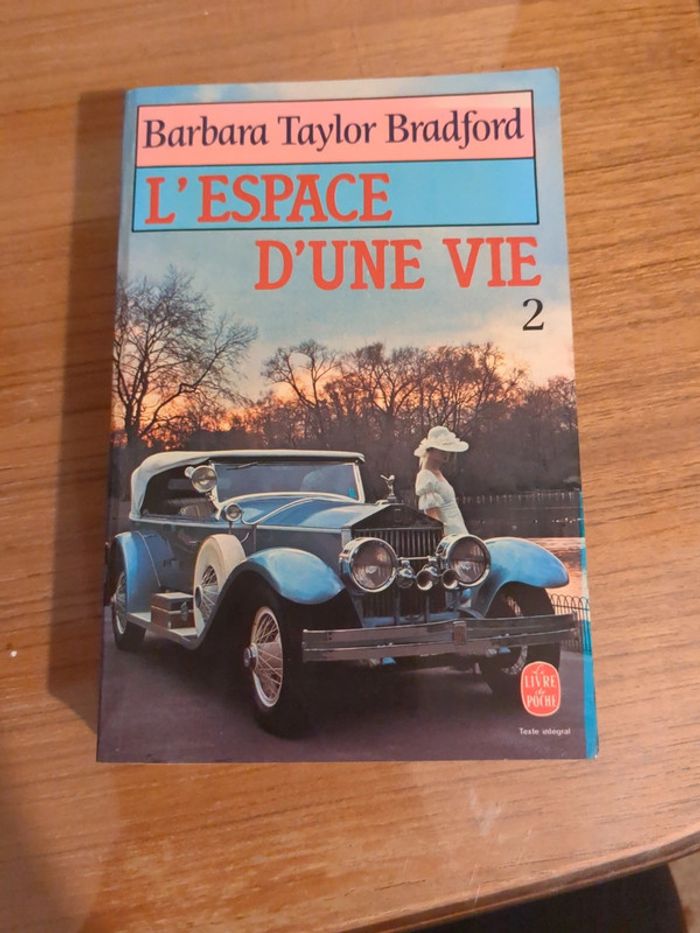 Barbara Taylor Bradford
L'ESPACE
D'UNE VIE
2
Le
LIVRE
de
POCHE
Texte intégral